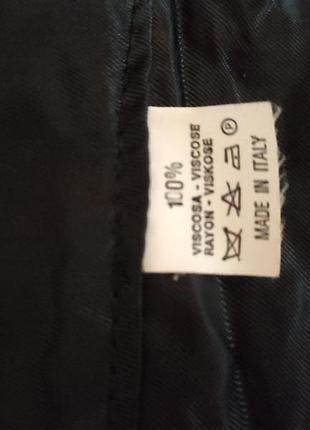 100%
VISCOSA - VISCOSE
RAYON - VISKOSE
P
MADE IN ITALY